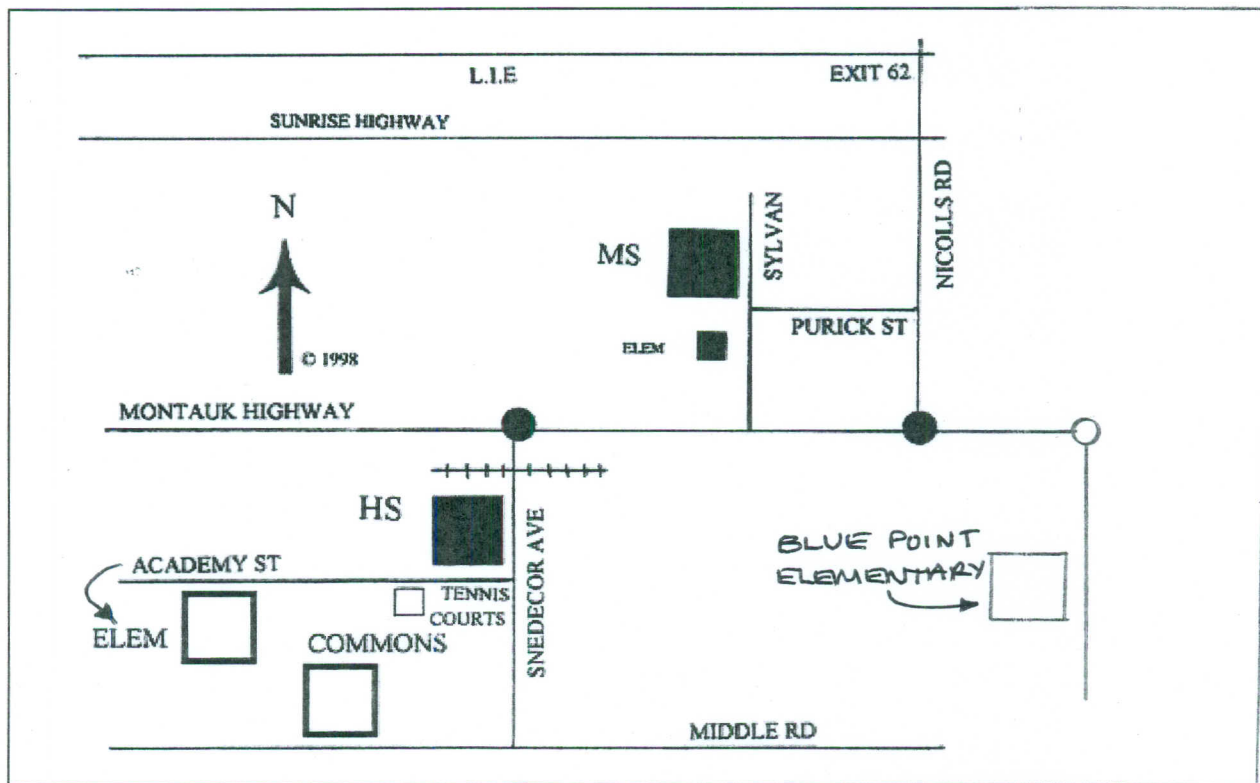 L.I.E
EXIT 62
SUNRISE HIGHWAY
N
© 1998
MS
SYLVAN
NICOLLS RD
PURICK ST
ELEM
MONTAUK HIGHWAY
HS
SNEDECOR AVE
ACADEMY ST
TENNIS
COURTS
ELEM
COMMONS
BLUE POINT
ELEMENTARY
MIDDLE RD